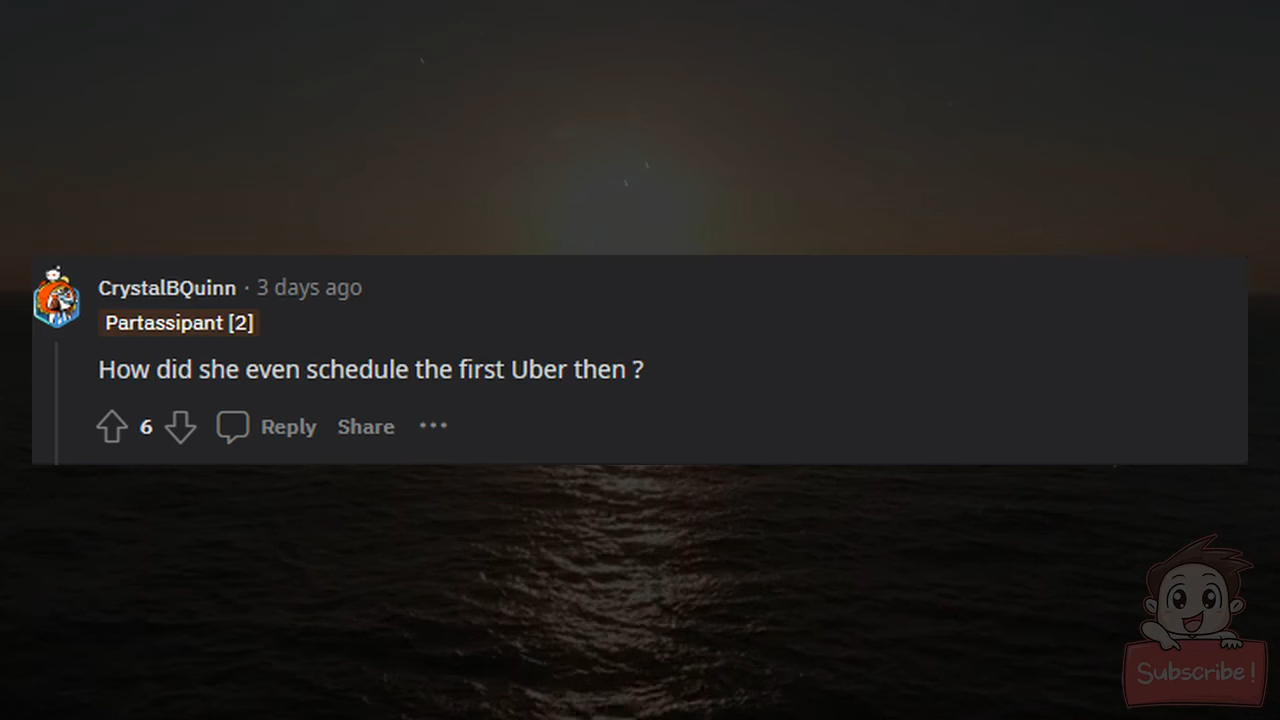 CrystalBQuinn · 3 days ago
Partassipant [2]
How did she even schedule the first Uber then ?
6 Reply Share ···
Subscribe !